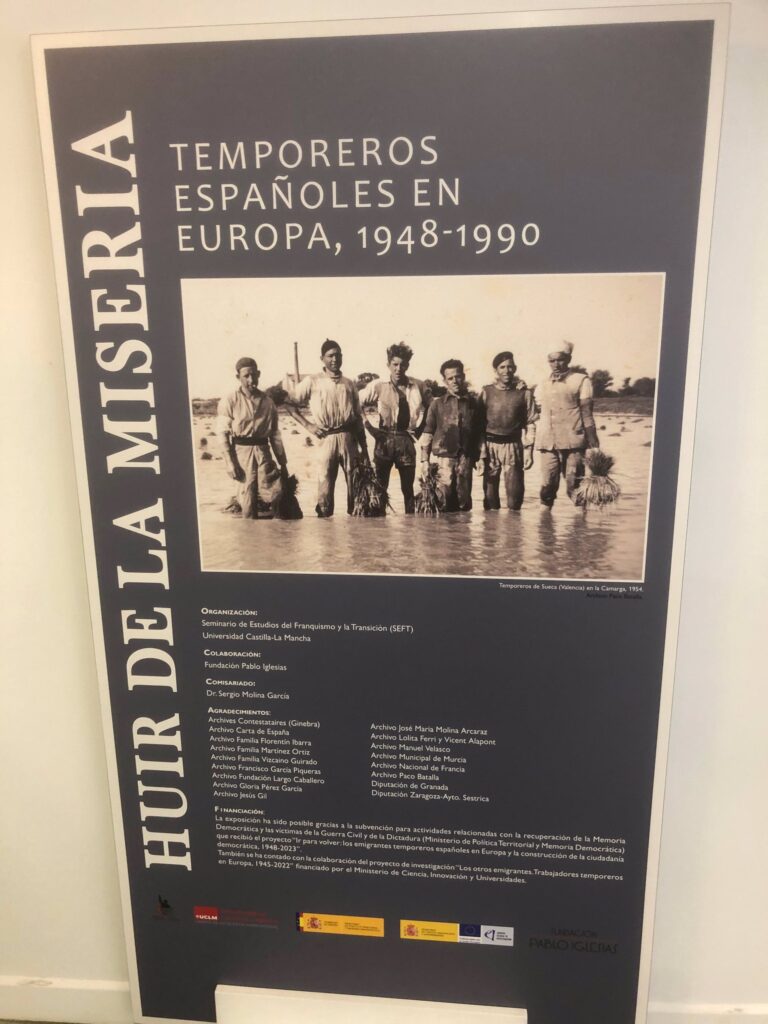 HUIR DE LA MISERIA
TEMPOREROS
ESPAÑOLES EN
EUROPA, 1948-1990
Temporeros de Sueca (Valencia) en la Camarga, 1954.
Archivo Paco Batalla.
ORGANIZACIÓN:
Seminario de Estudios del Franquismo y la Transición (SEFT)
Universidad Castilla-La Mancha
COLABORACIÓN:
Fundación Pablo Iglesias
COMISARIADO:
Dr. Sergio Molina García
AGRADECIMIENTOS:
Archives Contestataires (Ginebra)
Archivo Carta de España
Archivo Familia Florentín Ibarra
Archivo Familia Martínez Ortiz
Archivo Familia Vizcaino Guirado
Archivo Francisco García Piqueras
Archivo Fundación Largo Caballero
Archivo Gloria Pérez García
Archivo Jesús Gil
Archivo José María Molina Arcaraz
Archivo Lolita Ferri y Vicent Alapont
Archivo Manuel Velasco
Archivo Municipal de Murcia
Archivo Nacional de Francia
Archivo Paco Batalla
Diputación de Granada
Diputación Zaragoza-Ayto. Sestrica
FINANCIACIÓN:
La exposición ha sido posible gracias a la subvención para actividades relacionadas con la recuperación de la Memoria
Democrática y las víctimas de la Guerra Civil y de la Dictadura (Ministerio de Política Territorial y Memoria Democrática)
que recibió el proyecto "Ir para volver: los emigrantes temporeros españoles en Europa y la construcción de la ciudadanía
democrática, 1948-2023".
También se ha contado con la colaboración del proyecto de investigación "Los otros emigrantes. Trabajadores temporeros
en Europa, 1945-2022" financiado por el Ministerio de Ciencia, Innovación y Universidades.
UCLM
FUNDACIÓN
PABLO IGLESIAS